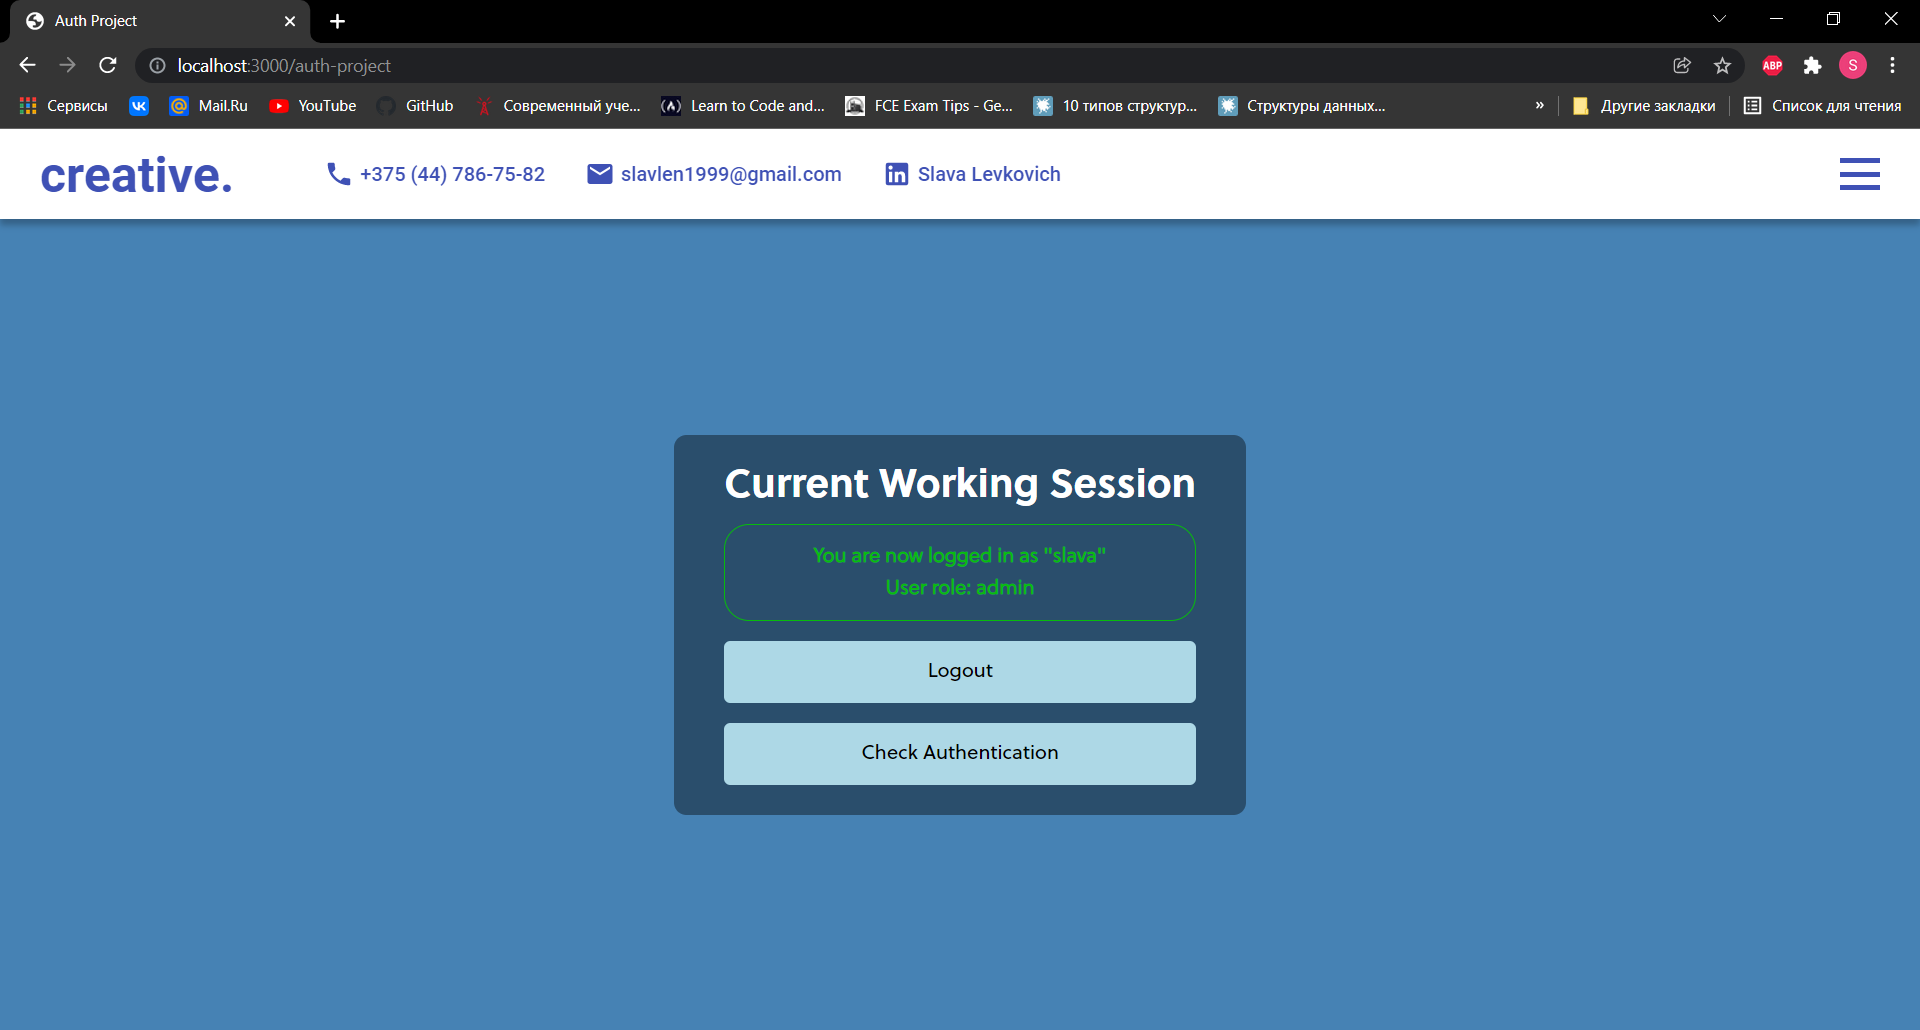 Auth Project
localhost:3000/auth-project
ABP
S
Сервисы
Mail.Ru
YouTube
GitHub
Современный уче...
Learn to Code and...
FCE Exam Tips - Ge...
10 типов структур...
Структуры данных...
»
Другие закладки
Список для чтения
creative.
+375 (44) 786-75-82
slavlen1999@gmail.com
Slava Levkovich
Current Working Session
You are now logged in as "slava"
User role: admin
Logout
Check Authentication